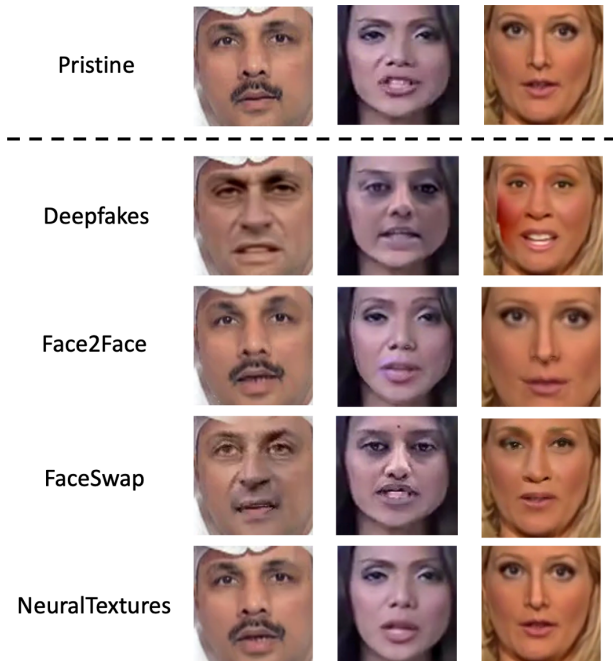 Pristine
Deepfakes
Face2Face
FaceSwap
NeuralTextures